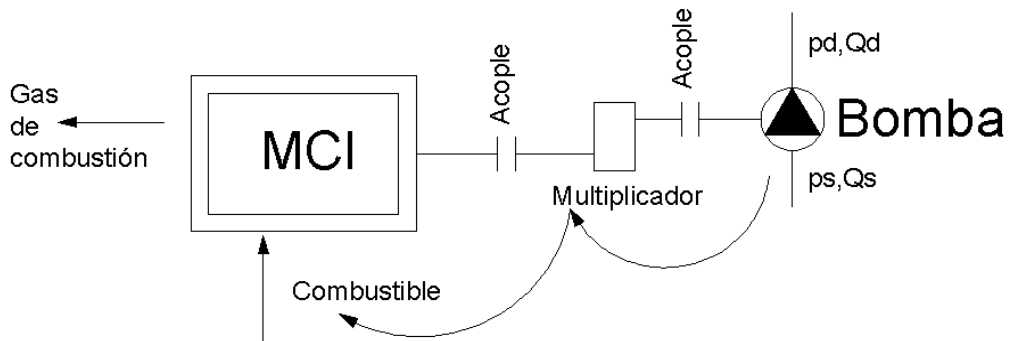 Gas
de
combustión
MCI
Acople
Multiplicador
Acople
pd,Qd
Bomba
ps,Qs
Combustible